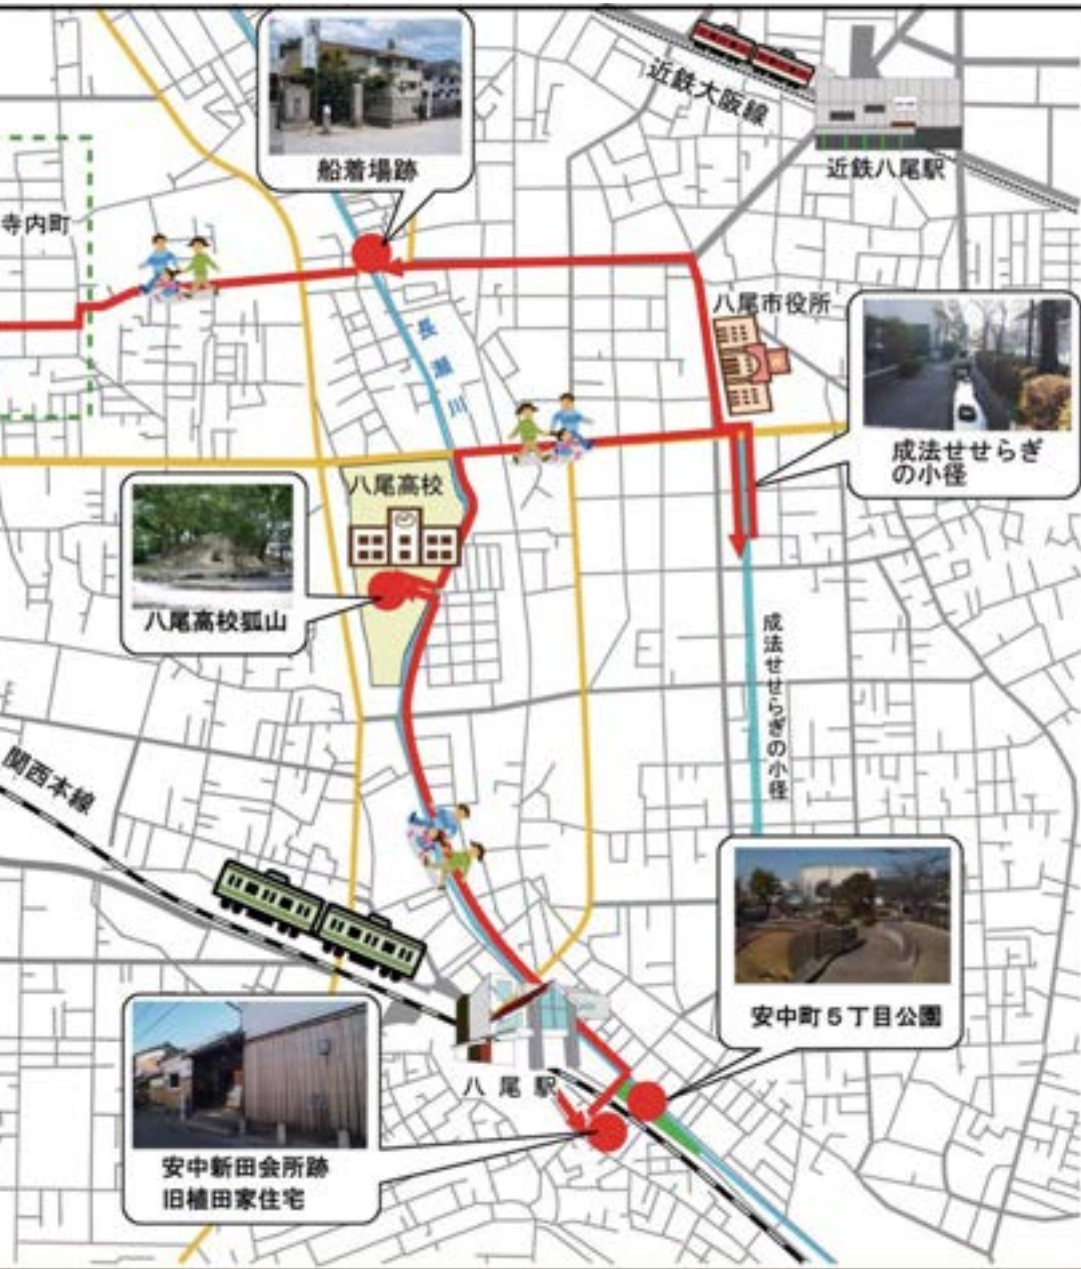 近鉄大阪線
船着場跡
近鉄八尾駅
寺内町
八尾市役所
長瀬川
成法せせらぎ
の小径
八尾高校
八尾高校狐山
成法せせらぎの小径
関西本線
安中町5丁目公園
八尾駅
安中新田会所跡
旧植田家住宅